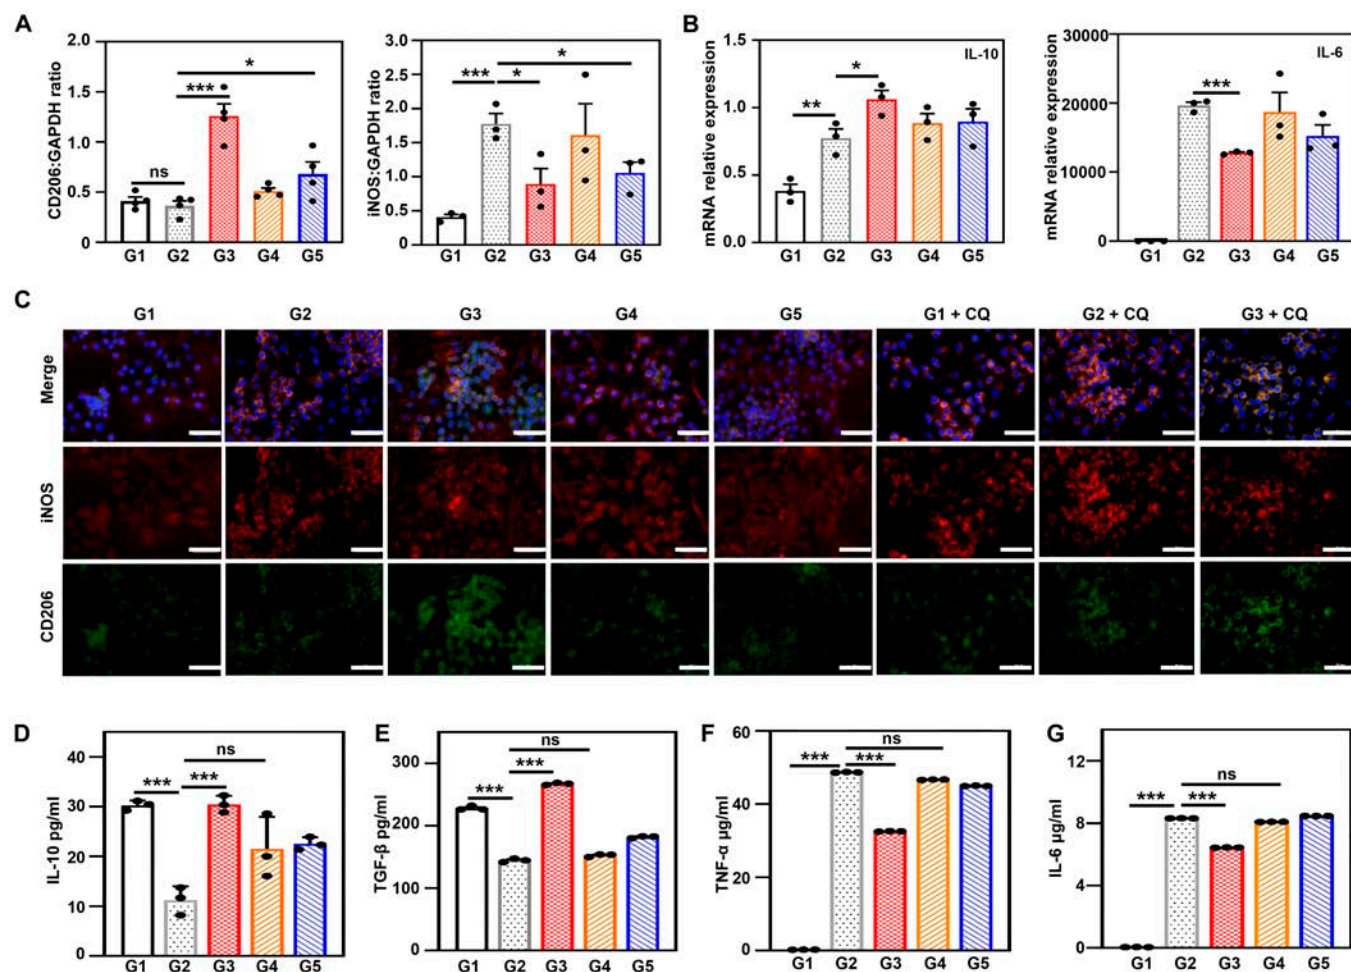 A
CD206:GAPDH ratio
2.0
1.5
1.0
0.5
0
ns
***
*
G1 G2 G3 G4 G5
iNOS:GAPDH ratio
3.0
2.5
2.0
1.5
1.0
0.5
0.0
***
*
*
G1 G2 G3 G4 G5
B
mRNA relative expression
1.5
1.0
0.5
0.0
IL-10
**
*
G1 G2 G3 G4 G5
mRNA relative expression
30000
20000
10000
0
IL-6
***
G1 G2 G3 G4 G5
C
G1 G2 G3 G4 G5 G1 + CQ G2 + CQ G3 + CQ
Merge
iNOS
CD206
D
IL-10 pg/ml
40
30
20
10
0
ns
*** ***
G1 G2 G3 G4 G5
E
TGF-β pg/ml
300
200
100
0
ns
***
***
G1 G2 G3 G4 G5
F
TNF-α μg/ml
60
40
20
0
ns
*** ***
G1 G2 G3 G4 G5
G
IL-6 μg/ml
12
8
4
0
ns
*** ***
G1 G2 G3 G4 G5